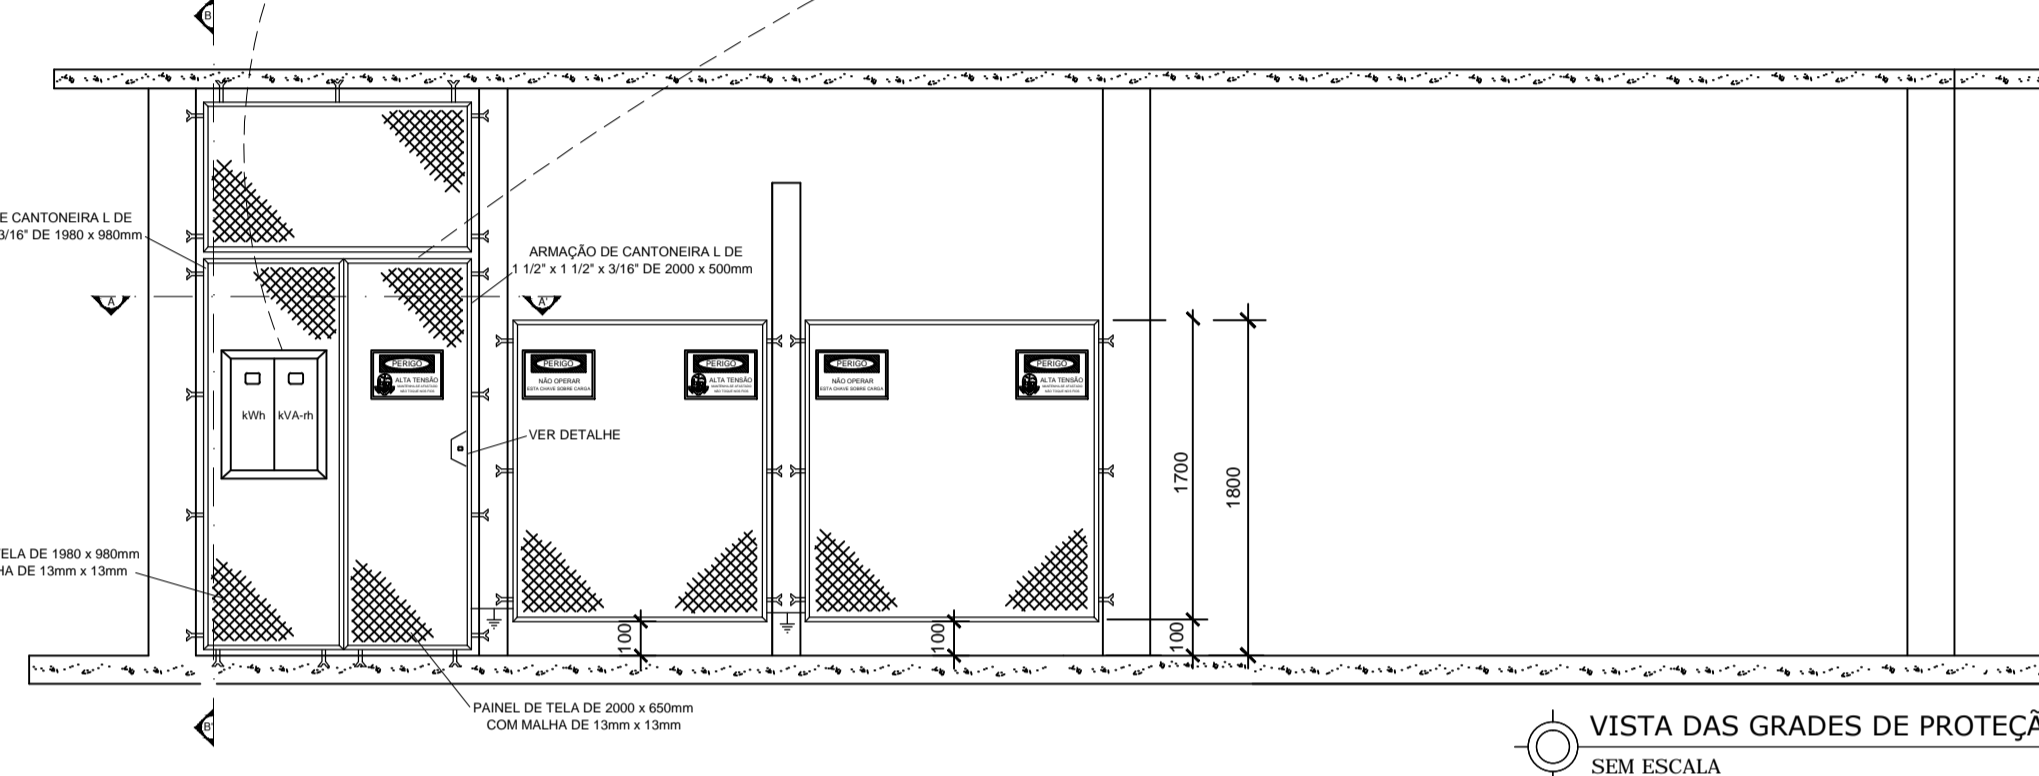 B
E CANTONEIRA L DE
3/16" DE 1980 x 980mm
ARMAÇÃO DE CANTONEIRA L DE
1 1/2" x 1 1/2" x 3/16" DE 2000 x 500mm
A
A'
PERIGO
ALTA TENSÃO
PERIGO
NÃO OPERAR
ESTA CHAVE SOBRE CARGA
PERIGO
ALTA TENSÃO
PERIGO
NÃO OPERAR
ESTA CHAVE SOBRE CARGA
PERIGO
ALTA TENSÃO
kWh
kVA-rh
VER DETALHE
1700
1800
TELA DE 1980 x 980mm
HA DE 13mm x 13mm
100
100
100
PAINEL DE TELA DE 2000 x 650mm
COM MALHA DE 13mm x 13mm
B'
VISTA DAS GRADES DE PROTEÇÃ
SEM ESCALA